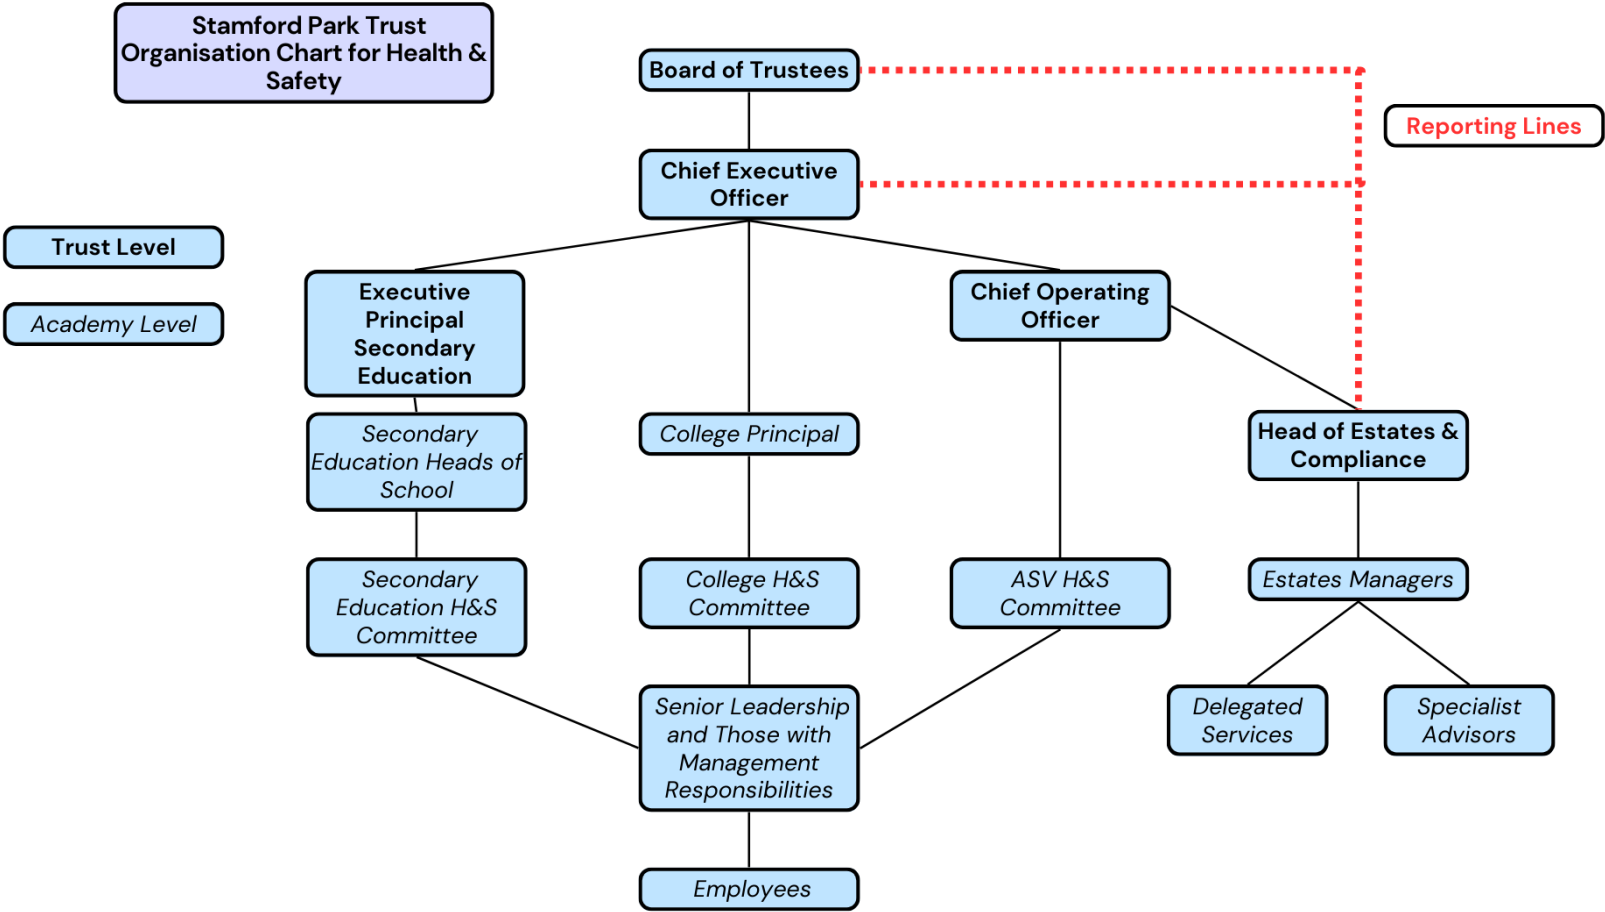 Stamford Park Trust
Organisation Chart for Health &
Safety
Board of Trustees
Reporting Lines
Chief Executive
Officer
Trust Level
Academy Level
Executive
Principal
Secondary
Education
Chief Operating
Officer
Secondary
Education Heads of
School
College Principal
Head of Estates &
Compliance
Secondary
Education H&S
Committee
College H&S
Committee
ASV H&S
Committee
Estates Managers
Senior Leadership
and Those with
Management
Responsibilities
Delegated
Services
Specialist
Advisors
Employees